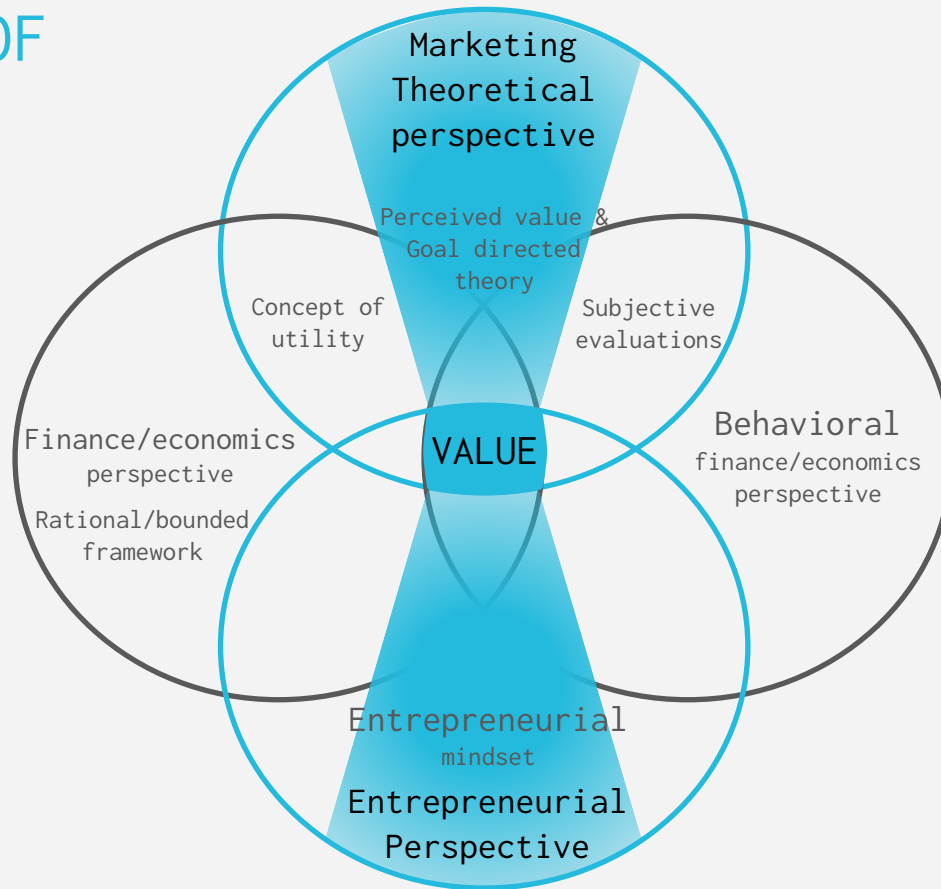 OF
Marketing
Theoretical
perspective
Perceived value &
Goal directed
theory
Concept of
utility
Subjective
evaluations
Finance/economics
perspective
Rational/bounded
framework
VALUE
Behavioral
finance/economics
perspective
Entrepreneurial
mindset
Entrepreneurial
Perspective